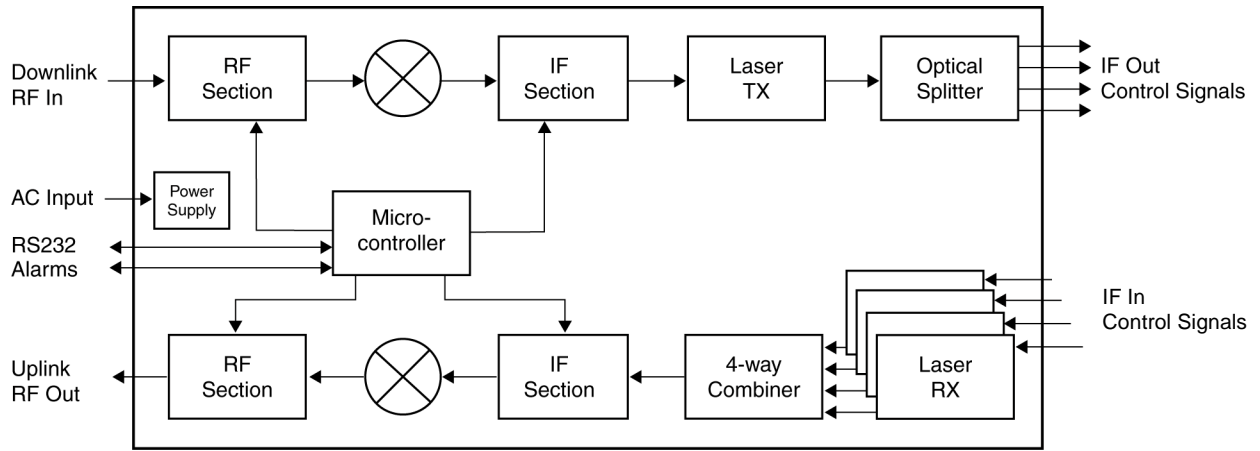 Downlink
RF In
RF
Section
IF
Section
Laser
TX
Optical
Splitter
IF Out
Control Signals
AC Input
Power
Supply
RS232
Alarms
Micro-
controller
IF In
Control Signals
Uplink
RF Out
RF
Section
IF
Section
4-way
Combiner
Laser
RX